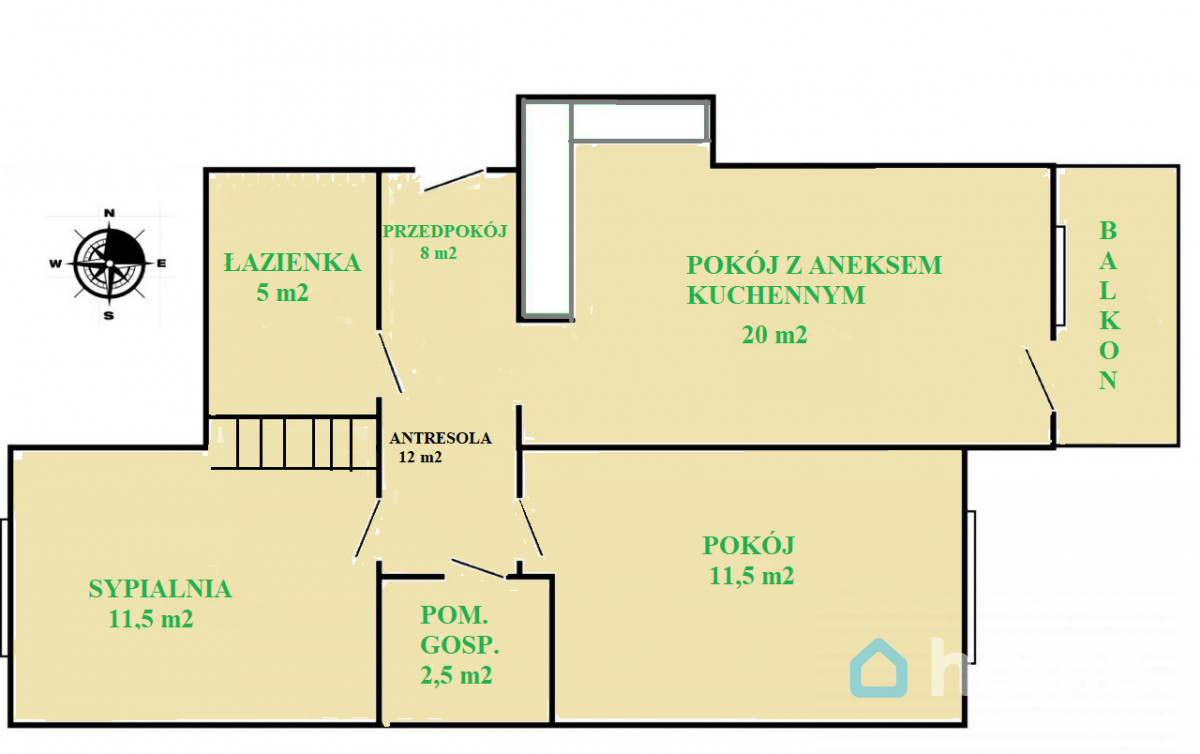 N
W
E
S
ŁAZIENKA
5 m2
PRZEDPOKÓJ
8 m2
POKÓJ Z ANEKSEM
KUCHENNYM
20 m2
B
A
L
K
O
N
ANTRESOLA
12 m2
SYPIALNIA
11,5 m2
POM.
GOSP.
2,5 m2
POKÓJ
11,5 m2